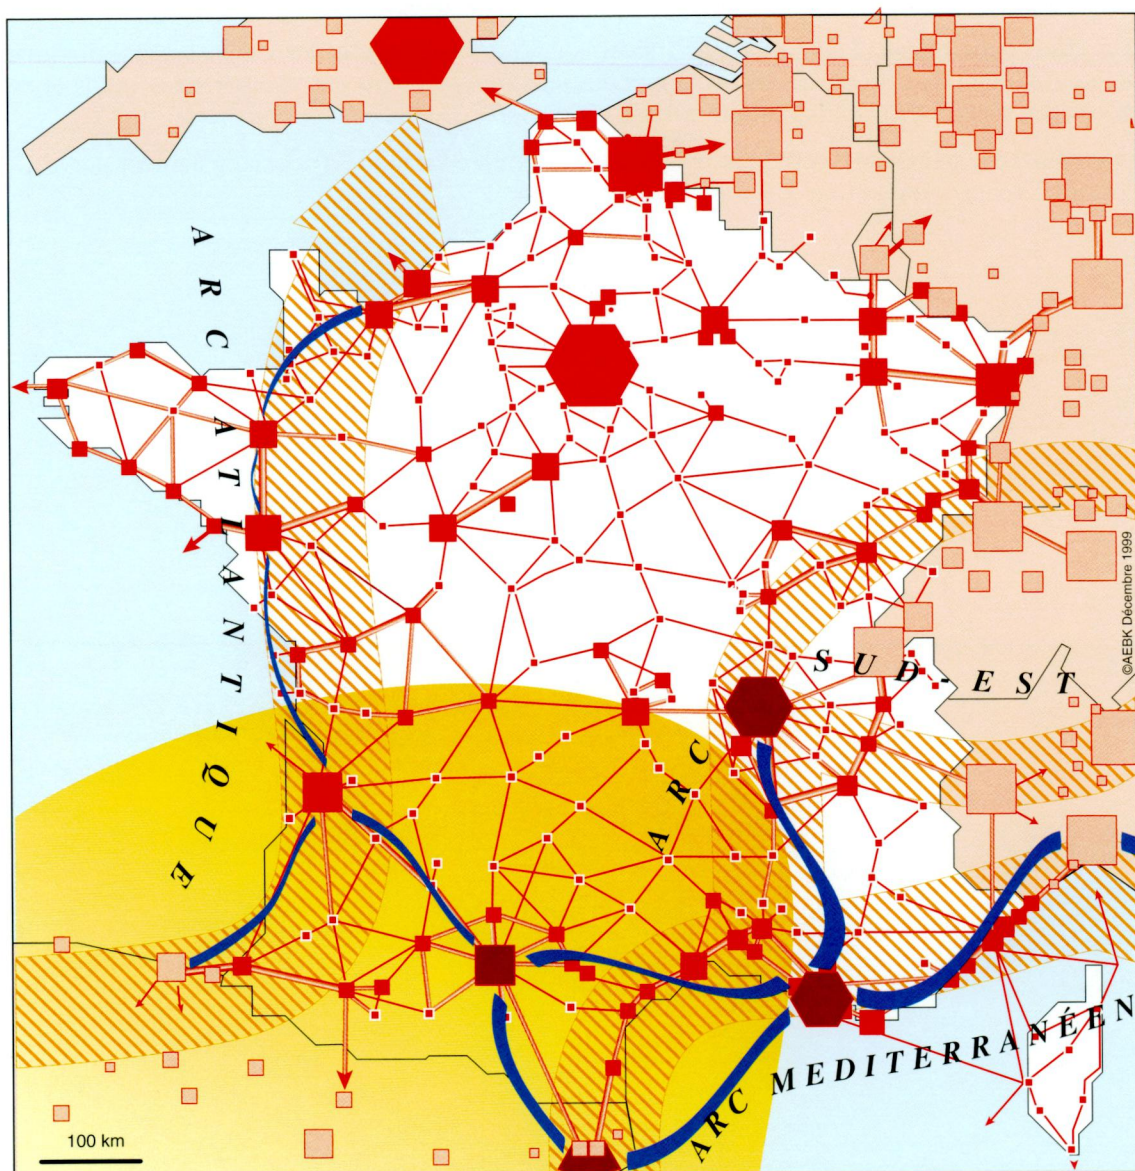 ARC ATLANTIQUE
ARC SUD-EST
ARC MEDITERRANÉEN
100 km
©AEBK Décembre 1999